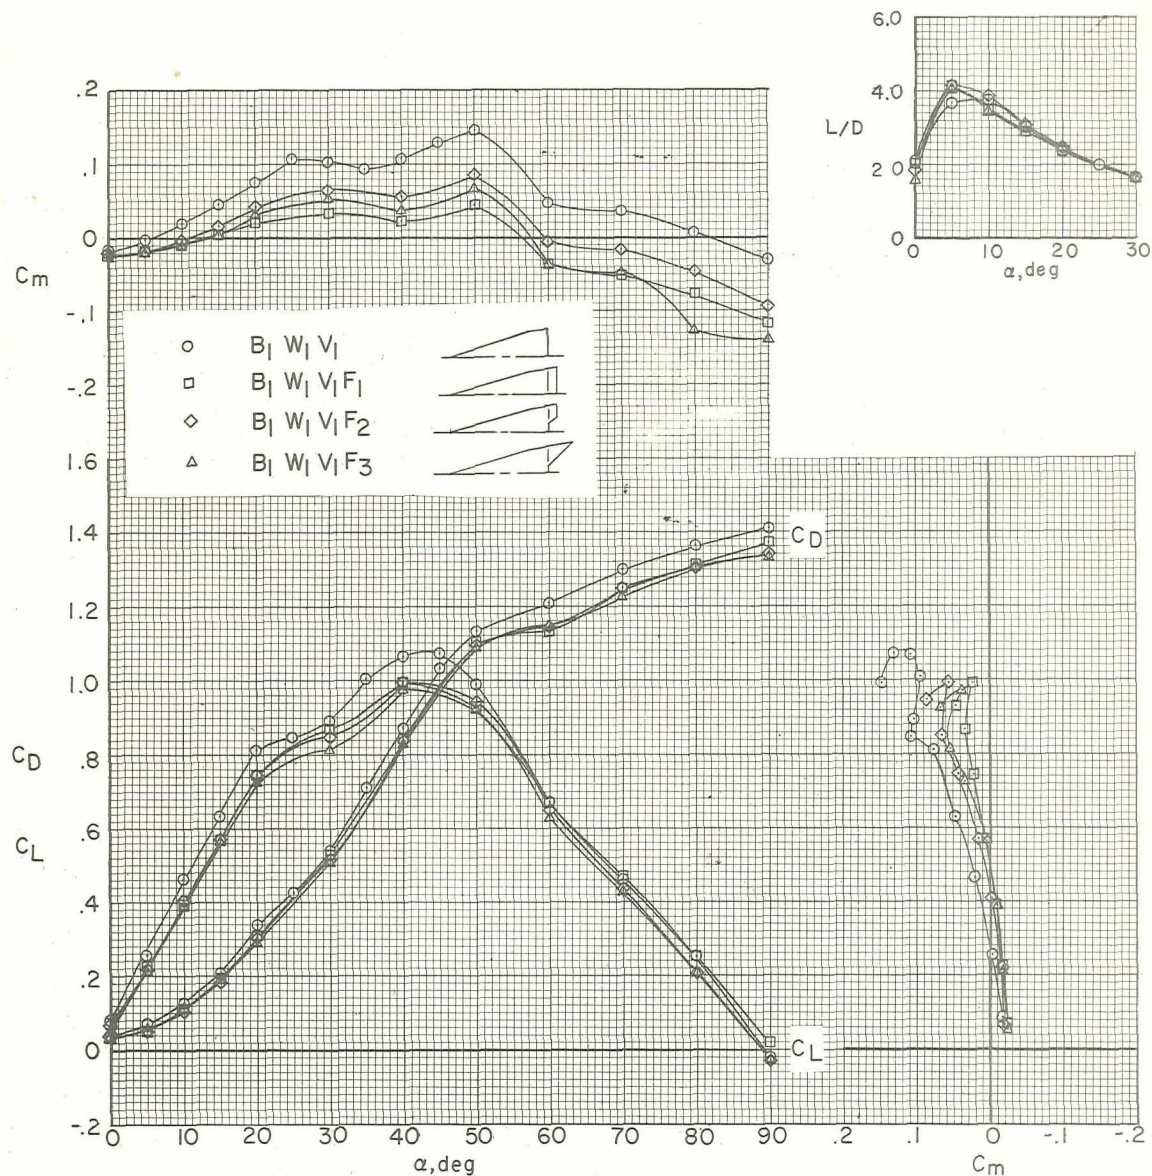 6.0
4.0
L/D
2.0
0
0 10 20 30
α, deg
.2
.1
0
Cm
-.1
-.2
B1 W1 V1
B1 W1 V1 F1
B1 W1 V1 F2
B1 W1 V1 F3
1.6
1.4
CD
1.2
1.0
CD
.8
CL
.6
.4
.2
0
CL
-.2
0 10 20 30 40 50 60 70 80 90
α, deg
.2 .1 0 -.1 -.2
Cm